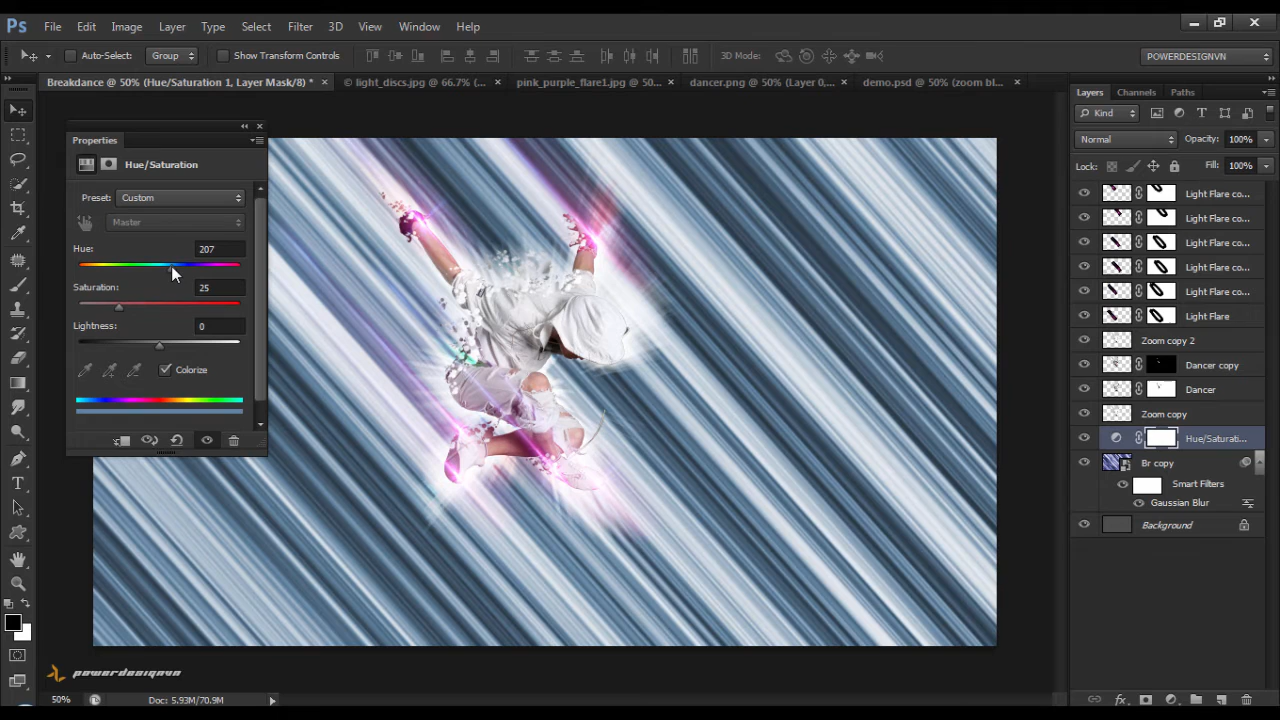 Ps File Edit Image Layer Type Select Filter 3D View Window Help
Auto-Select: Group Show Transform Controls 3D Mode: POWERDESIGNVN
Breakdance @ 50% (Hue/Saturation 1, Layer Mask/8) * × © light_discs.jpg @ 66.7% (... × pink_purple_flare1.jpg @ 50... × dancer.png @ 50% (Layer 0,... × demo.psd @ 50% (zoom bl... ×
Properties
Hue/Saturation
Preset: Custom
Master
Hue: 207
Saturation: 25
Lightness: 0
Colorize
Layers Channels Paths
Kind
Normal Opacity: 100%
Lock: Fill: 100%
Light Flare co...
Light Flare co...
Light Flare co...
Light Flare co...
Light Flare co...
Light Flare
Zoom copy 2
Dancer copy
Dancer
Zoom copy
Hue/Saturati...
Br copy
Smart Filters
Gaussian Blur
Background
powerdesignvn
50% Doc: 5.93M/70.9M